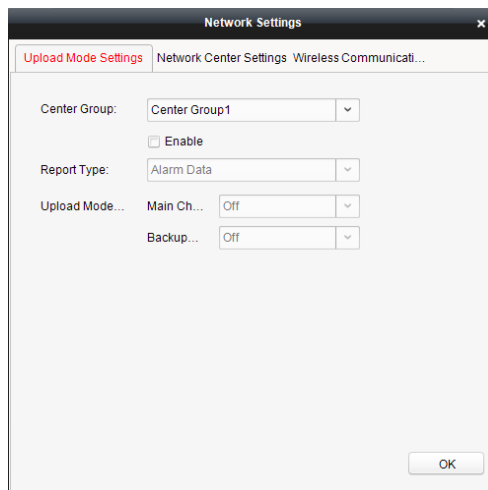 Network Settings ×
Upload Mode Settings Network Center Settings Wireless Communicati...
Center Group: Center Group1
Enable
Report Type: Alarm Data
Upload Mode... Main Ch... Off
Backup... Off
OK